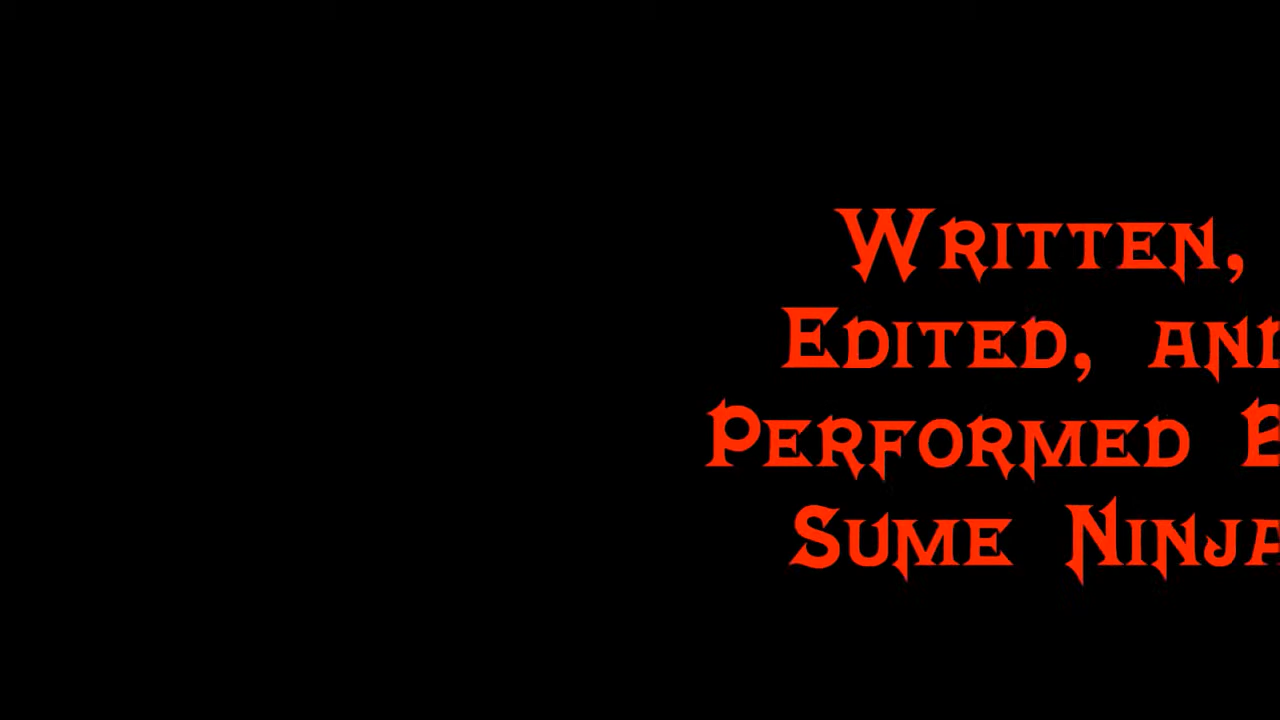 Written,
Edited, and
Performed B
Sume Ninja